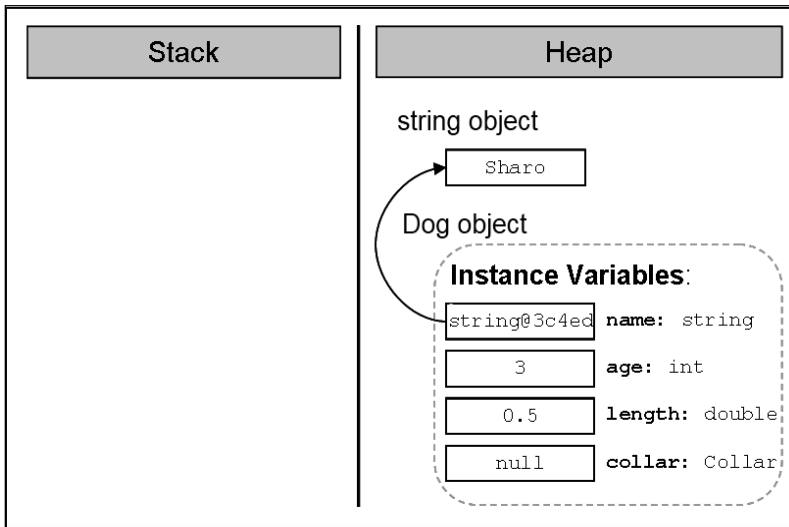 Stack
Heap
string object
Sharo
Dog object
Instance Variables:
string@3c4ed name: string
3 age: int
0.5 length: double
null collar: Collar